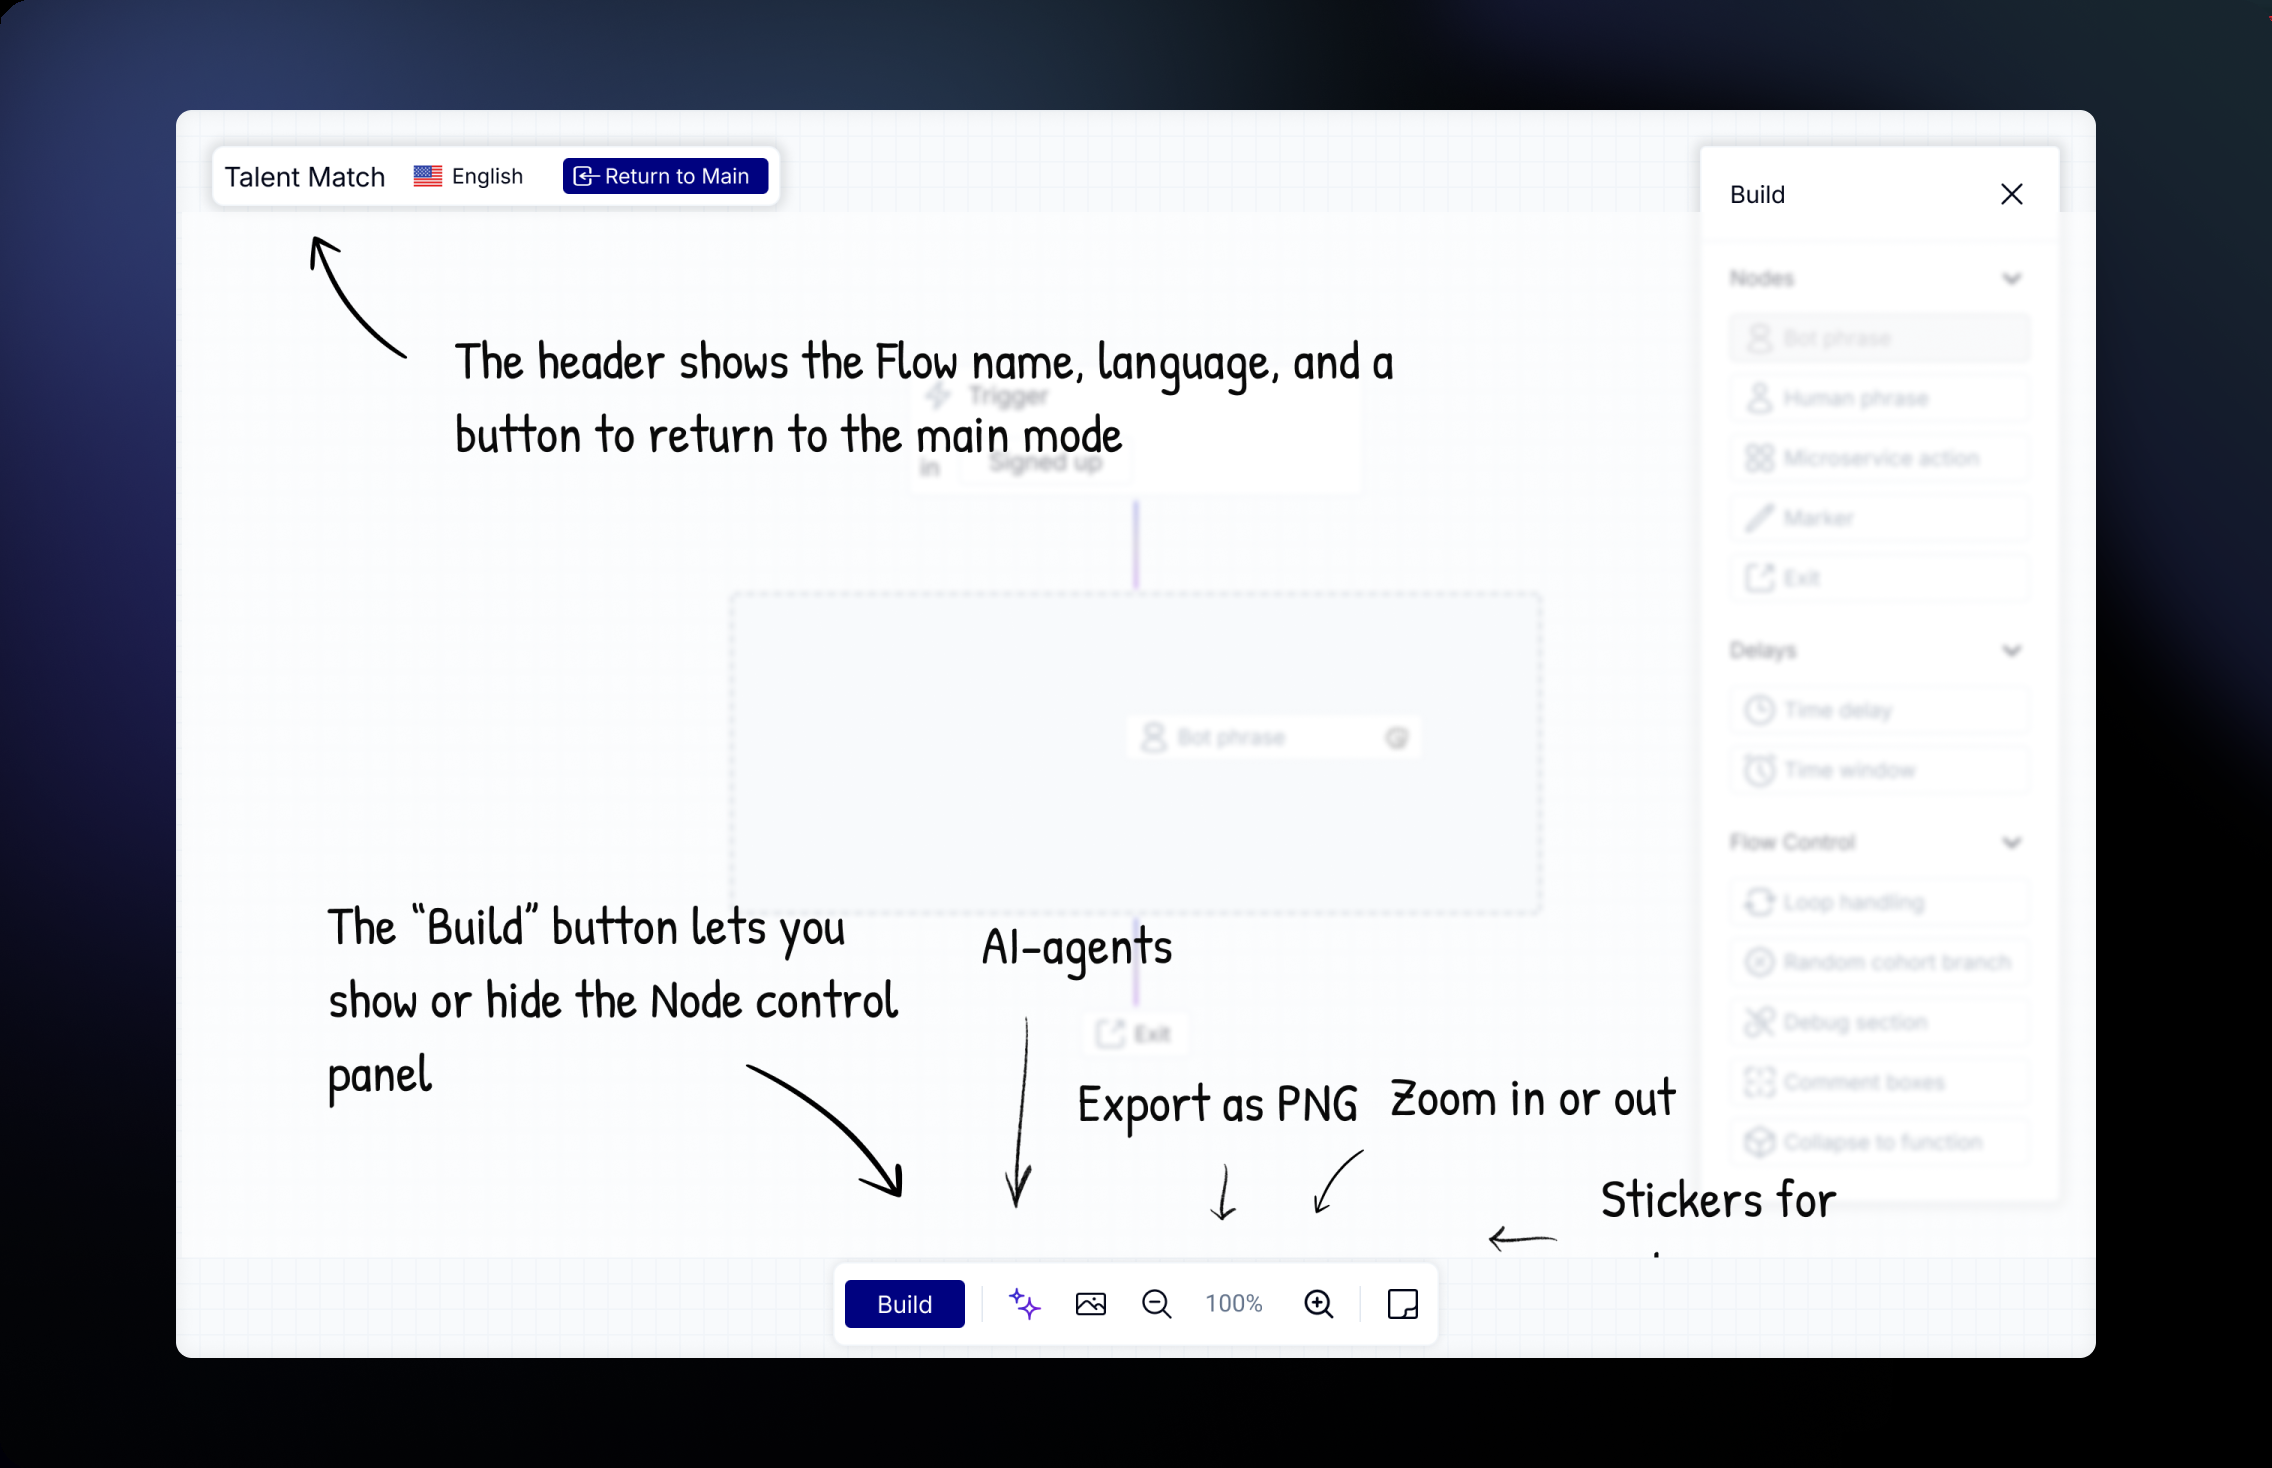 Talent Match
English
Return to Main
Build
Nodes
Bot phrase
Human phrase
Microservice action
Marker
Exit
Delays
Time delay
Time window
Flow Control
Loop handling
Random cohort branch
Debug section
Comment boxes
Collapse to function
The header shows the Flow name, language, and a
button to return to the main mode
Trigger
in
Signed up
Bot phrase
The “Build” button lets you
show or hide the Node control
panel
AI-agents
Exit
Export as PNG
Zoom in or out
Stickers for
Build
100%